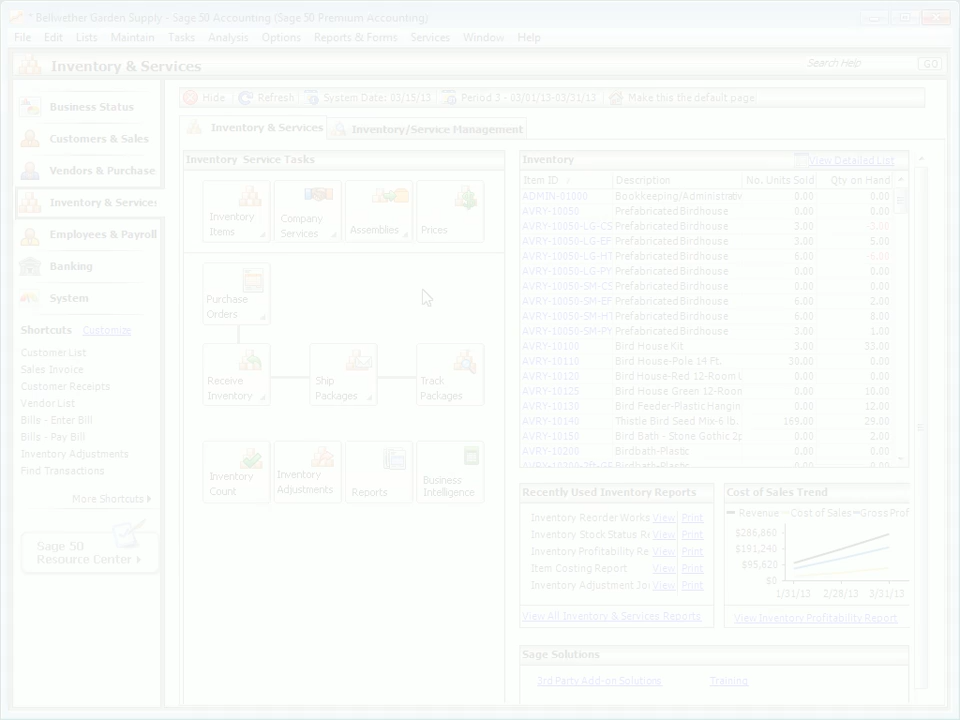 * Bellwether Garden Supply - Sage 50 Accounting (Sage 50 Premium Accounting)
File Edit Lists Maintain Tasks Analysis Options Reports & Forms Services Window Help
Inventory & Services
Search Help GO
Business Status
Customers & Sales
Vendors & Purchase
Inventory & Services
Employees & Payroll
Banking
System
Shortcuts Customize
Customer List
Sales Invoice
Customer Receipts
Vendor List
Bills - Enter Bill
Bills - Pay Bill
Inventory Adjustments
Find Transactions
More Shortcuts
Sage 50
Resource Center
Hide Refresh System Date: 03/15/13 Period 3 - 03/01/13-03/31/13 Make this the default page
Inventory & Services Inventory/Service Management
Inventory Service Tasks
Inventory Items
Company Services
Assemblies
Prices
Purchase Orders
Receive Inventory
Ship Packages
Track Packages
Inventory Count
Inventory Adjustments
Reports
Business Intelligence
Inventory View Detailed List
Item ID Description No. Units Sold Qty on Hand
ADMIN-01000 Bookkeeping/Administratio 0.00 0.00
AVRY-10050 Prefabricated Birdhouse 0.00 0.00
AVRY-10050-LG-CS Prefabricated Birdhouse 3.00 -3.00
AVRY-10050-LG-EF Prefabricated Birdhouse 3.00 5.00
AVRY-10050-LG-HT Prefabricated Birdhouse 6.00 -6.00
AVRY-10050-LG-PY Prefabricated Birdhouse 0.00 0.00
AVRY-10050-SM-CS Prefabricated Birdhouse 0.00 0.00
AVRY-10050-SM-EF Prefabricated Birdhouse 6.00 2.00
AVRY-10050-SM-HT Prefabricated Birdhouse 6.00 8.00
AVRY-10050-SM-PY Prefabricated Birdhouse 3.00 1.00
AVRY-10100 Bird House Kit 3.00 33.00
AVRY-10110 Bird House-Pole 14 Ft. 30.00 0.00
AVRY-10120 Bird House-Red 12-Room U 0.00 0.00
AVRY-10125 Bird House Green 12-Room 0.00 10.00
AVRY-10130 Bird Feeder-Plastic Hangin 0.00 12.00
AVRY-10140 Thistle Bird Seed Mix-6 lb. 169.00 29.00
AVRY-10150 Bird Bath - Stone Gothic 2p 0.00 2.00
AVRY-10200 Birdbath-Plastic 0.00 0.00
AVRY-10200-2ft-GF Birdbath-Plastic 0.00 0.00
Recently Used Inventory Reports
Inventory Reorder Works View Print
Inventory Stock Status Re View Print
Inventory Profitability Re View Print
Item Costing Report View Print
Inventory Adjustment Jou View Print
View All Inventory & Services Reports
Cost of Sales Trend
Revenue Cost of Sales Gross Prof
$286,860
$191,240
$95,620
$0
1/31/13 2/28/13 3/31/13
View Inventory Profitability Report
Sage Solutions
3rd Party Add-on Solutions Training